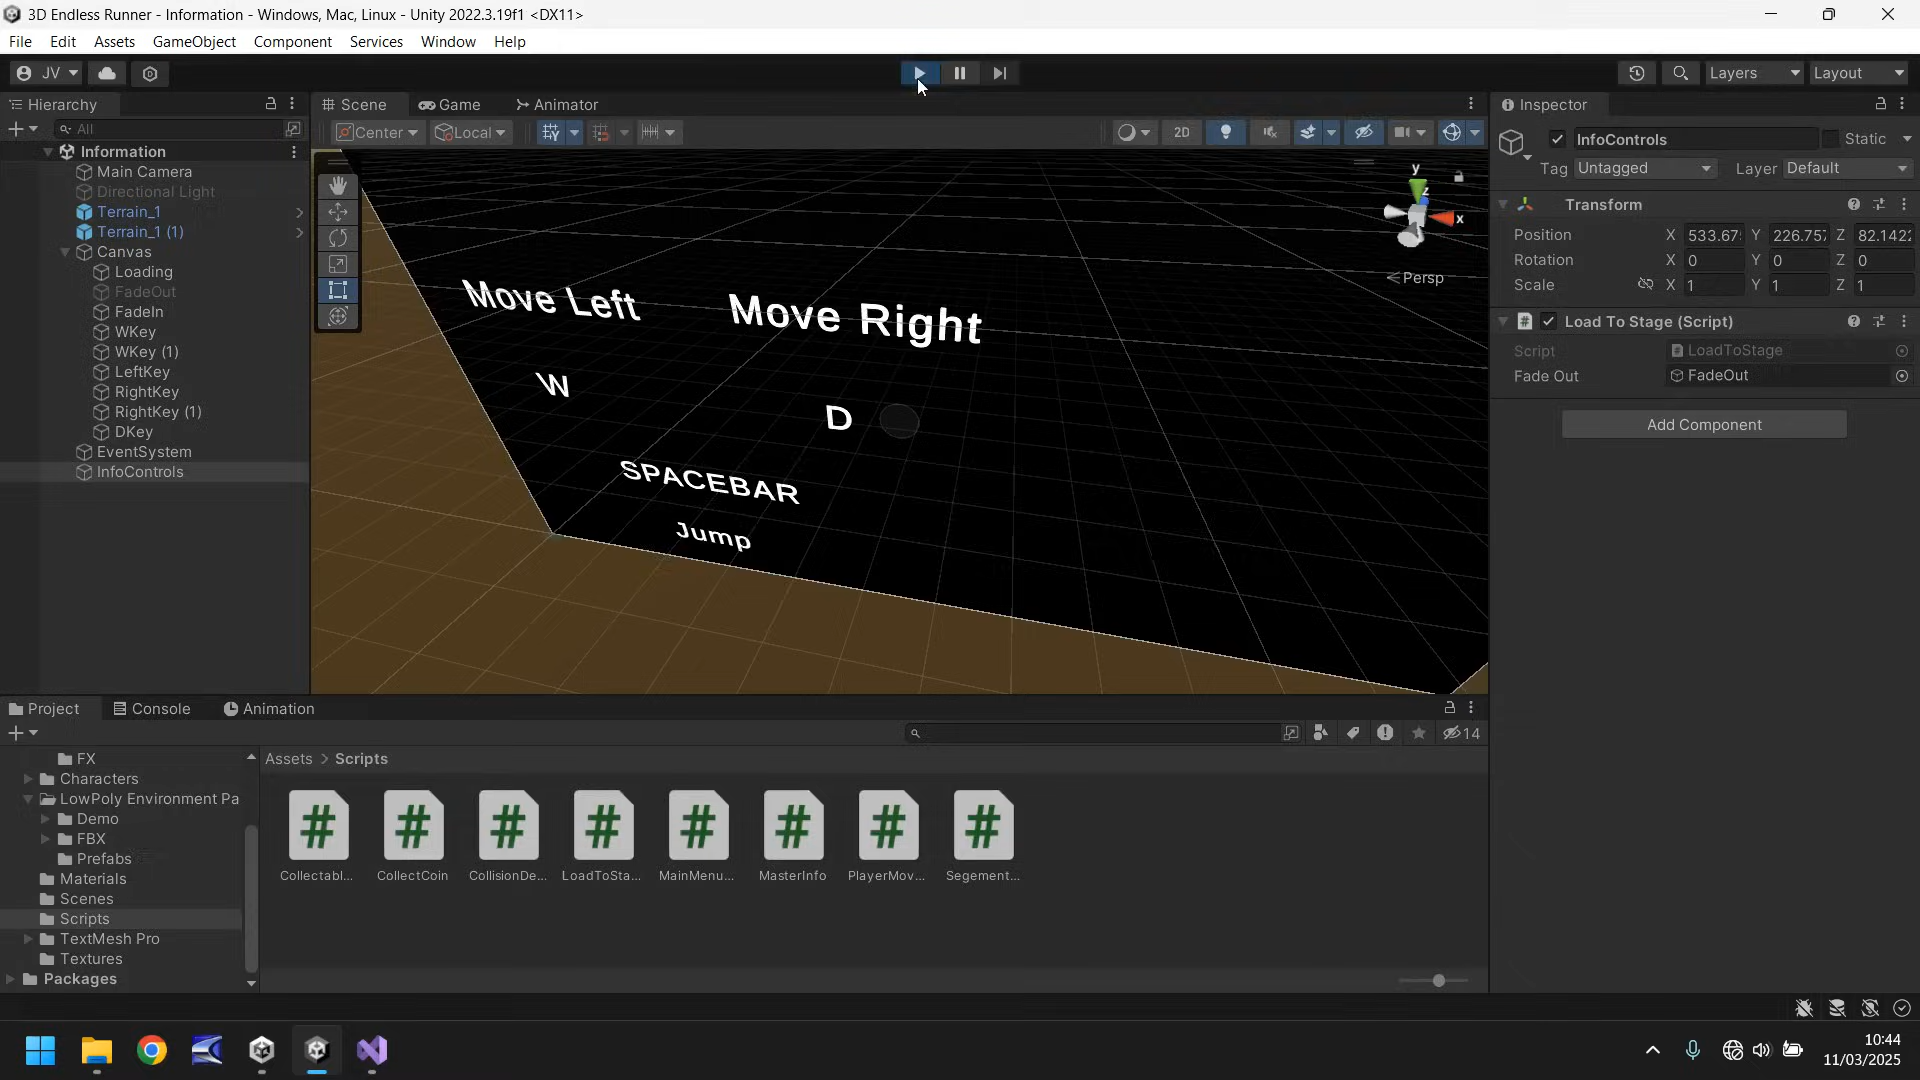 3D Endless Runner - Information - Windows, Mac, Linux - Unity 2022.3.19f1 <DX11>
File Edit Assets GameObject Component Services Window Help
JV Layers Layout
Hierarchy
All
Information
Main Camera
Directional Light
Terrain_1
Terrain_1 (1)
Canvas
Loading
FadeOut
FadeIn
WKey
WKey (1)
LeftKey
RightKey
RightKey (1)
DKey
EventSystem
InfoControls
Scene Game Animator
Center Local 2D
y
z
x
Persp
Move Left Move Right
W D
SPACEBAR
Jump
Inspector
InfoControls Static
Tag Untagged Layer Default
Transform
Position X 533.67 Y 226.757 Z 82.1422
Rotation X 0 Y 0 Z 0
Scale X 1 Y 1 Z 1
# Load To Stage (Script)
Script LoadToStage
Fade Out FadeOut
Add Component
Project Console Animation
14
FX
Characters
LowPoly Environment Pa
Demo
FBX
Prefabs
Materials
Scenes
Scripts
TextMesh Pro
Textures
Packages
Assets > Scripts
# # # # # # # #
Collectabl... CollectCoin CollisionDe... LoadToSta... MainMenu... MasterInfo PlayerMov... Segement...
10:44
11/03/2025